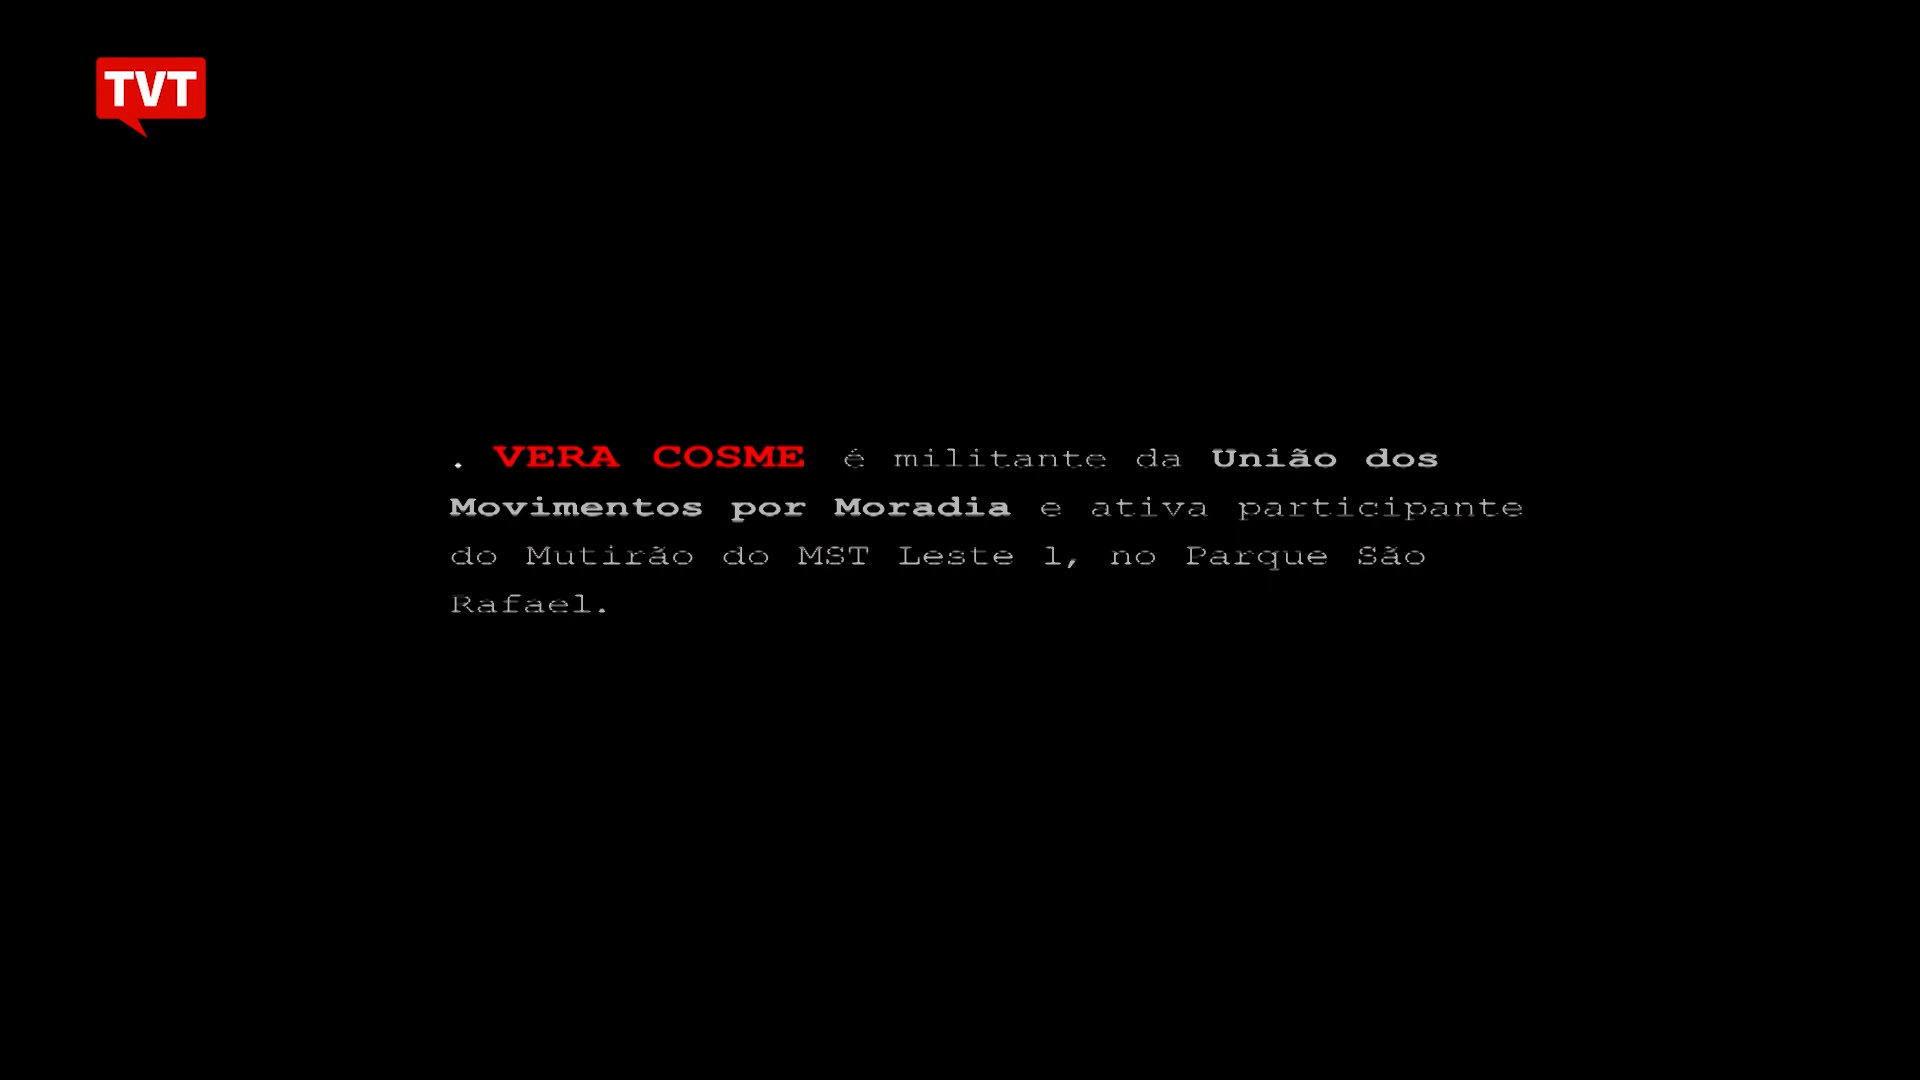 TVT
. VERA COSME é militante da União dos
Movimentos por Moradia e ativa participante
do Mutirão do MST Leste 1, no Parque São
Rafael.